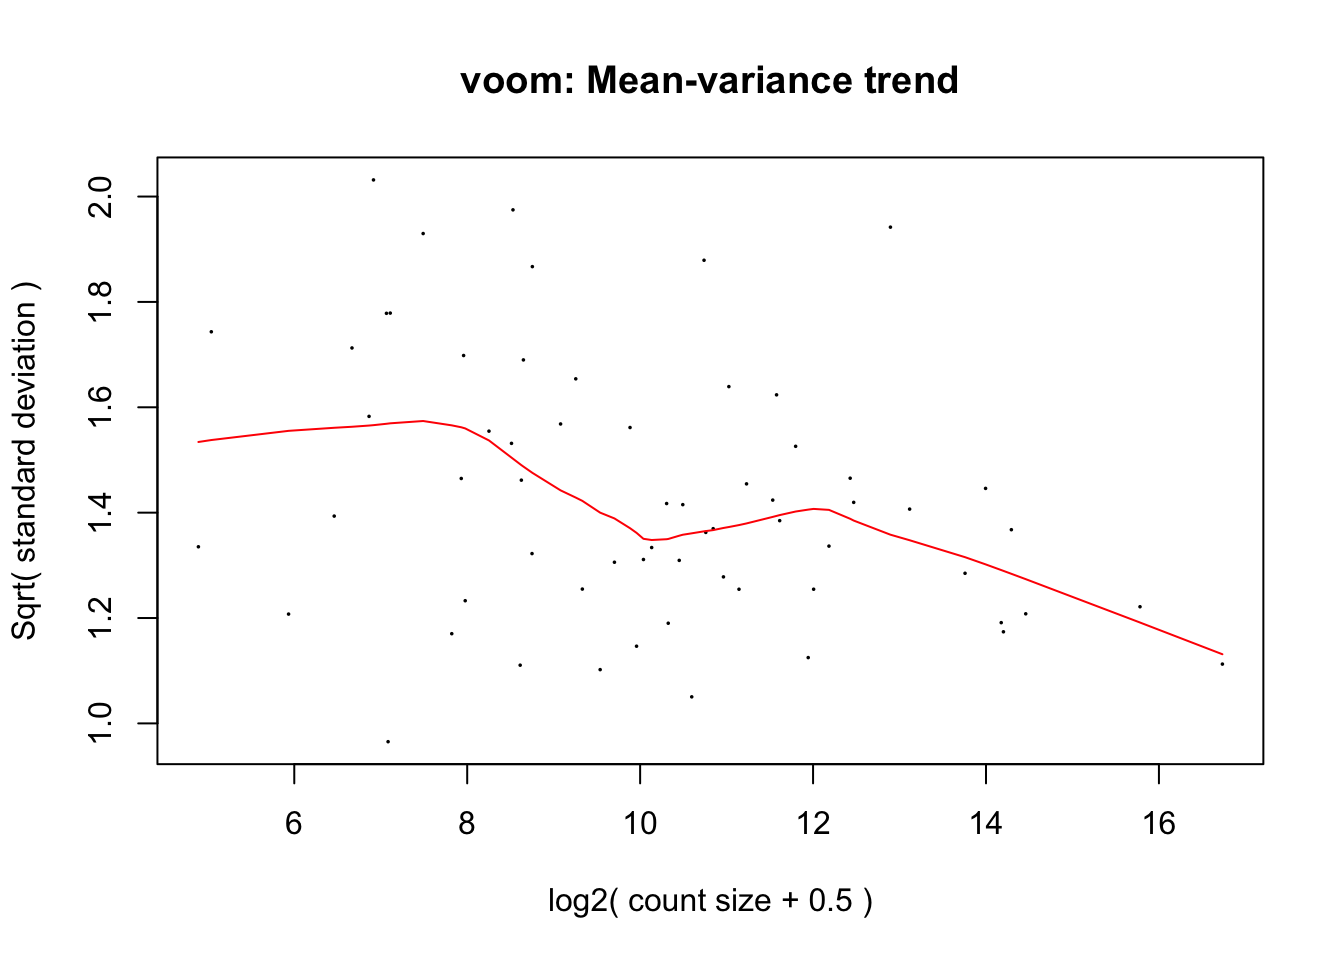 voom: Mean-variance trend
Sqrt( standard deviation )
2.0
1.8
1.6
1.4
1.2
1.0
6 8 10 12 14 16
log2( count size + 0.5 )